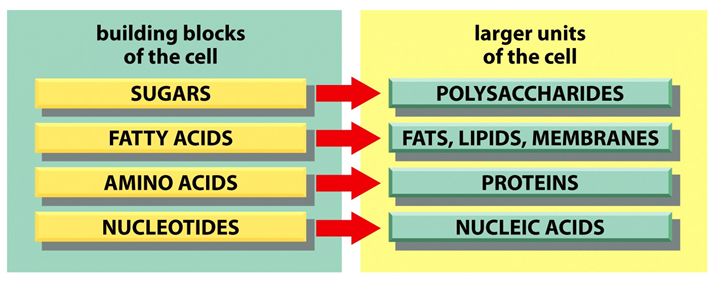 building blocks
of the cell
larger units
of the cell
SUGARS
POLYSACCHARIDES
FATTY ACIDS
FATS, LIPIDS, MEMBRANES
AMINO ACIDS
PROTEINS
NUCLEOTIDES
NUCLEIC ACIDS